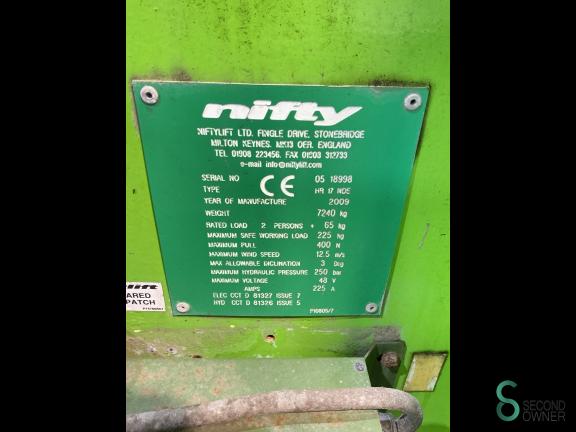 nifty
NIFTYLIFT LTD. FINGLE DRIVE, STONEBRIDGE
MILTON KEYNES. MK13 OER. ENGLAND
TEL 01908 223456. FAX 01908 312733
e-mail info@niftylift.com
SERIAL NO 05 18998
TYPE CE HR 17 NDE
YEAR OF MANUFACTURE 2009
WEIGHT 7240 kg
RATED LOAD 2 PERSONS + 65 kg
MAXIMUM SAFE WORKING LOAD 225 kg
MAXIMUM PULL 400 N
MAXIMUM WIND SPEED 12.5 m/s
MAX ALLOWABLE INCLINATION 3 Deg
MAXIMUM HYDRAULIC PRESSURE 250 bar
MAXIMUM VOLTAGE 48 V
AMPS 225 A
ELEC CCT D 81327 ISSUE 7
HYD CCT D 81326 ISSUE 5
P16805/7
lift
ARED
PATCH
SECOND
OWNER